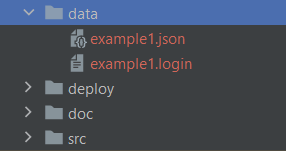 data
example1.json
example1.login
deploy
doc
src